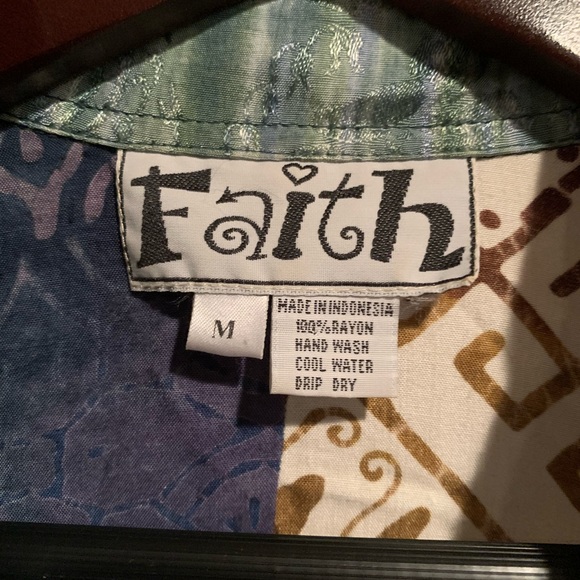 Faith
M
MADE IN INDONESIA
100% RAYON
HAND WASH
COOL WATER
DRIP DRY